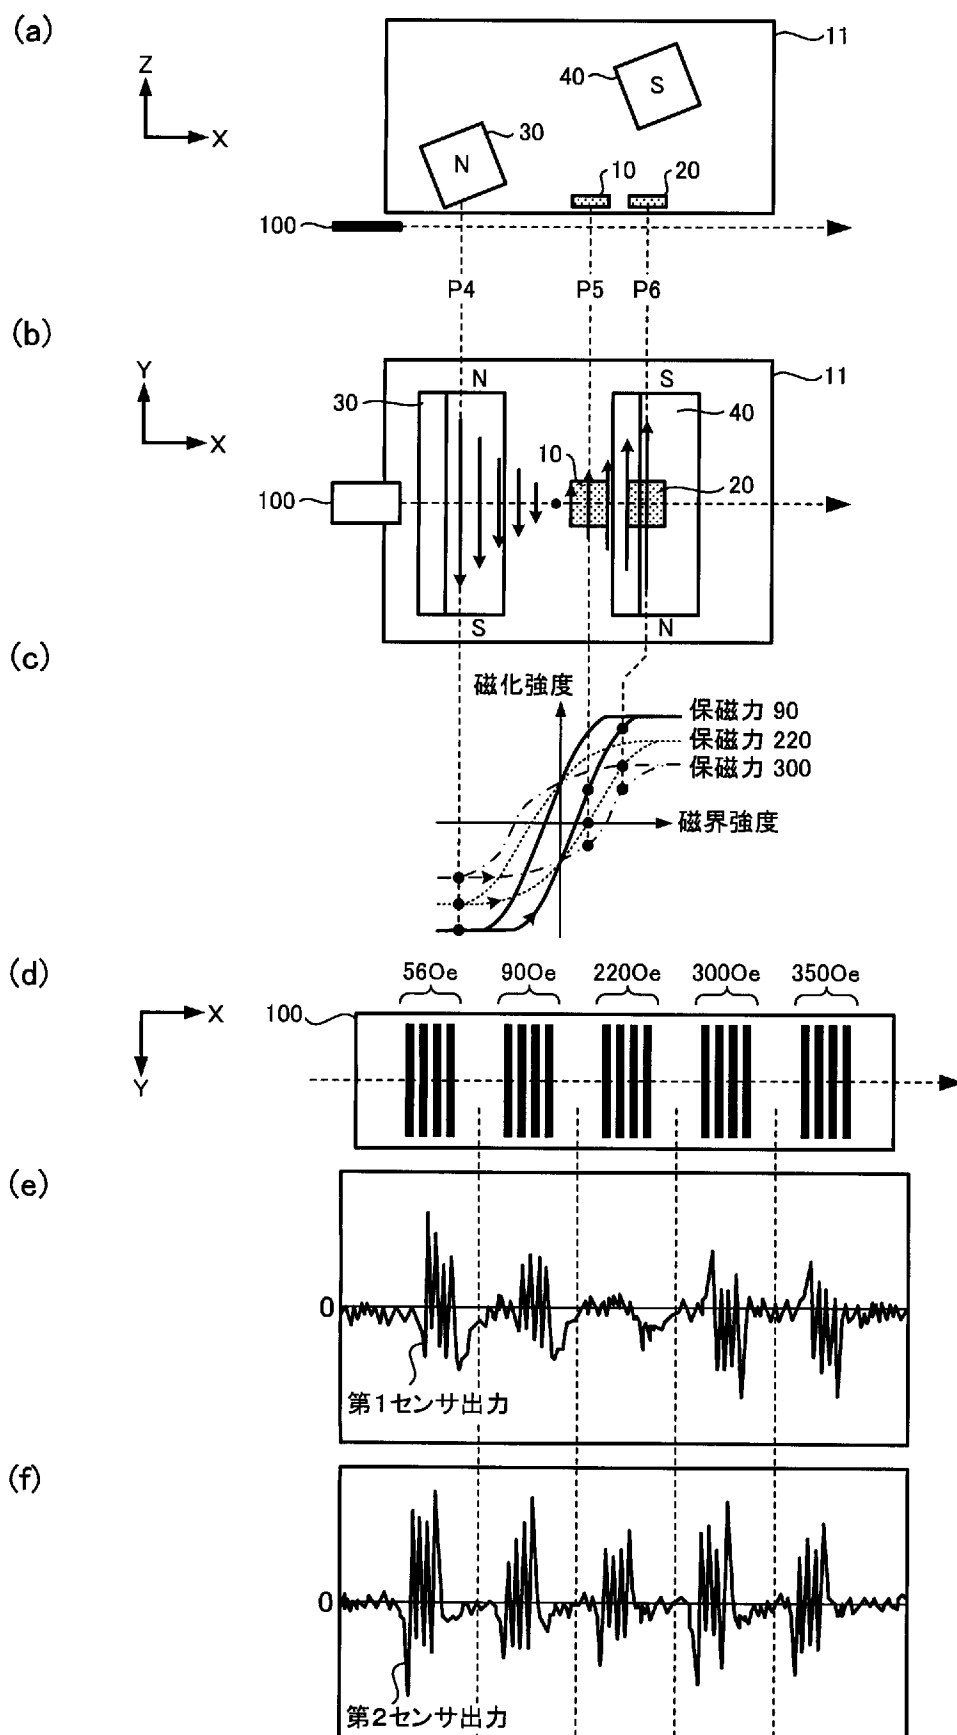 (a)
11
Z
X
40
S
30
N
10
20
100
P4
P5
P6
(b)
Y
X
11
N
S
30
40
10
20
100
S
N
(c)
磁化強度
保磁力 90
保磁力 220
保磁力 300
磁界強度
(d)
56Oe
90Oe
220Oe
300Oe
350Oe
X
100
Y
(e)
0
第1センサ出力
(f)
0
第2センサ出力